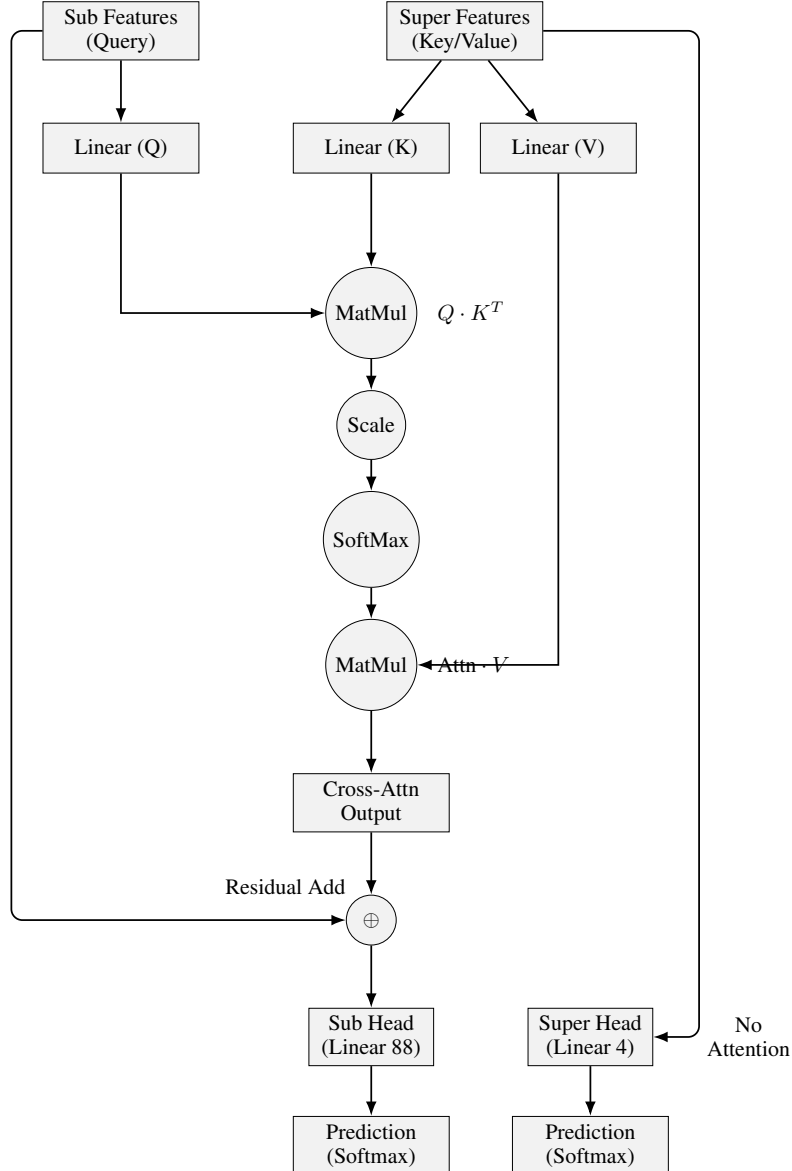 Sub Features
(Query)
Super Features
(Key/Value)
Linear (Q)
Linear (K)
Linear (V)
MatMul
Q · K^T
Scale
SoftMax
MatMul
Attn · V
Cross-Attn
Output
Residual Add
⊕
Sub Head
(Linear 88)
Super Head
(Linear 4)
No
Attention
Prediction
(Softmax)
Prediction
(Softmax)